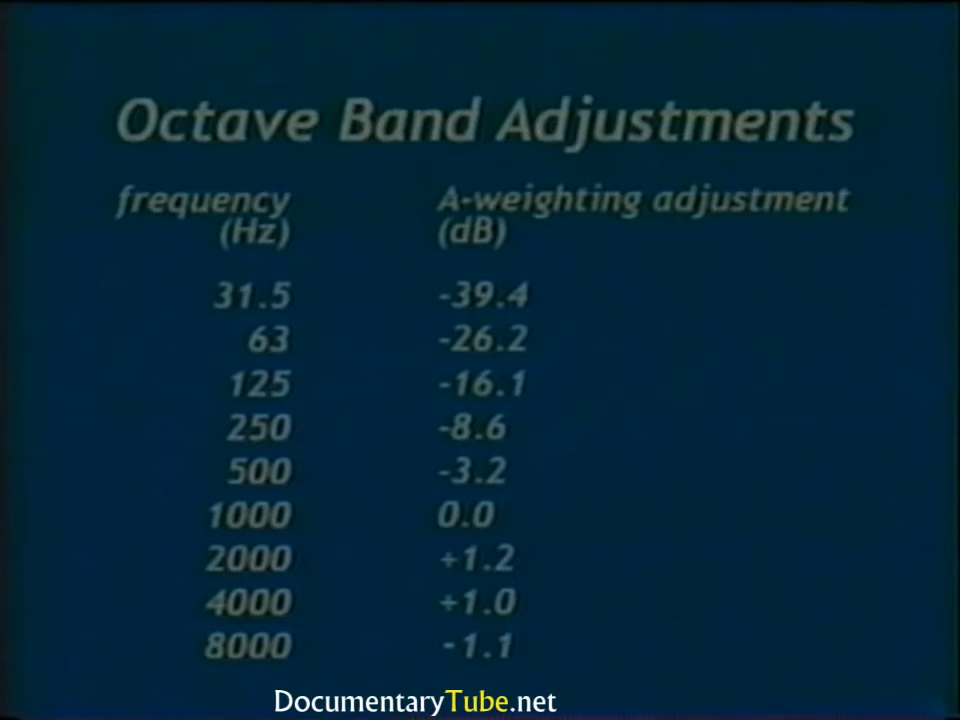 Octave Band Adjustments
frequency A-weighting adjustment
(Hz) (dB)
31.5 -39.4
63 -26.2
125 -16.1
250 -8.6
500 -3.2
1000 0.0
2000 +1.2
4000 +1.0
8000 -1.1
DocumentaryTube.net